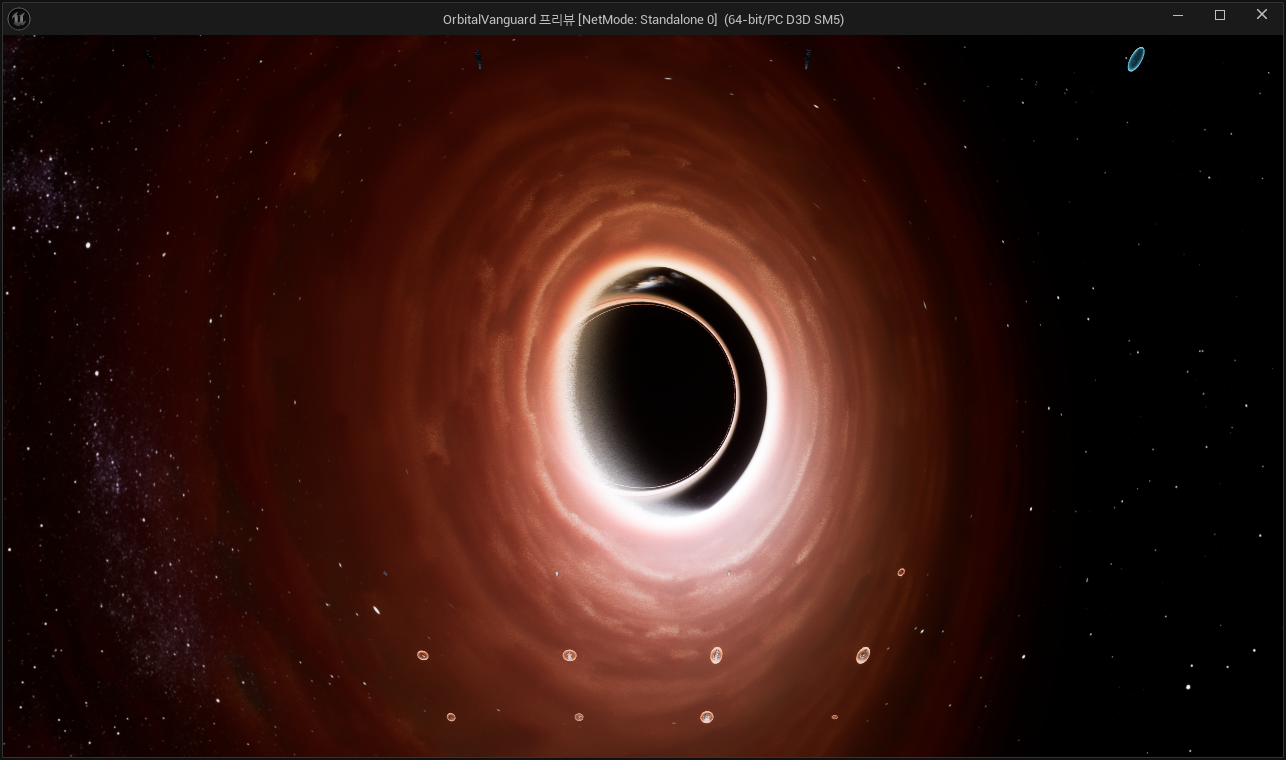 OrbitalVanguard 프리뷰 [NetMode: Standalone 0]  (64-bit/PC D3D SM5)